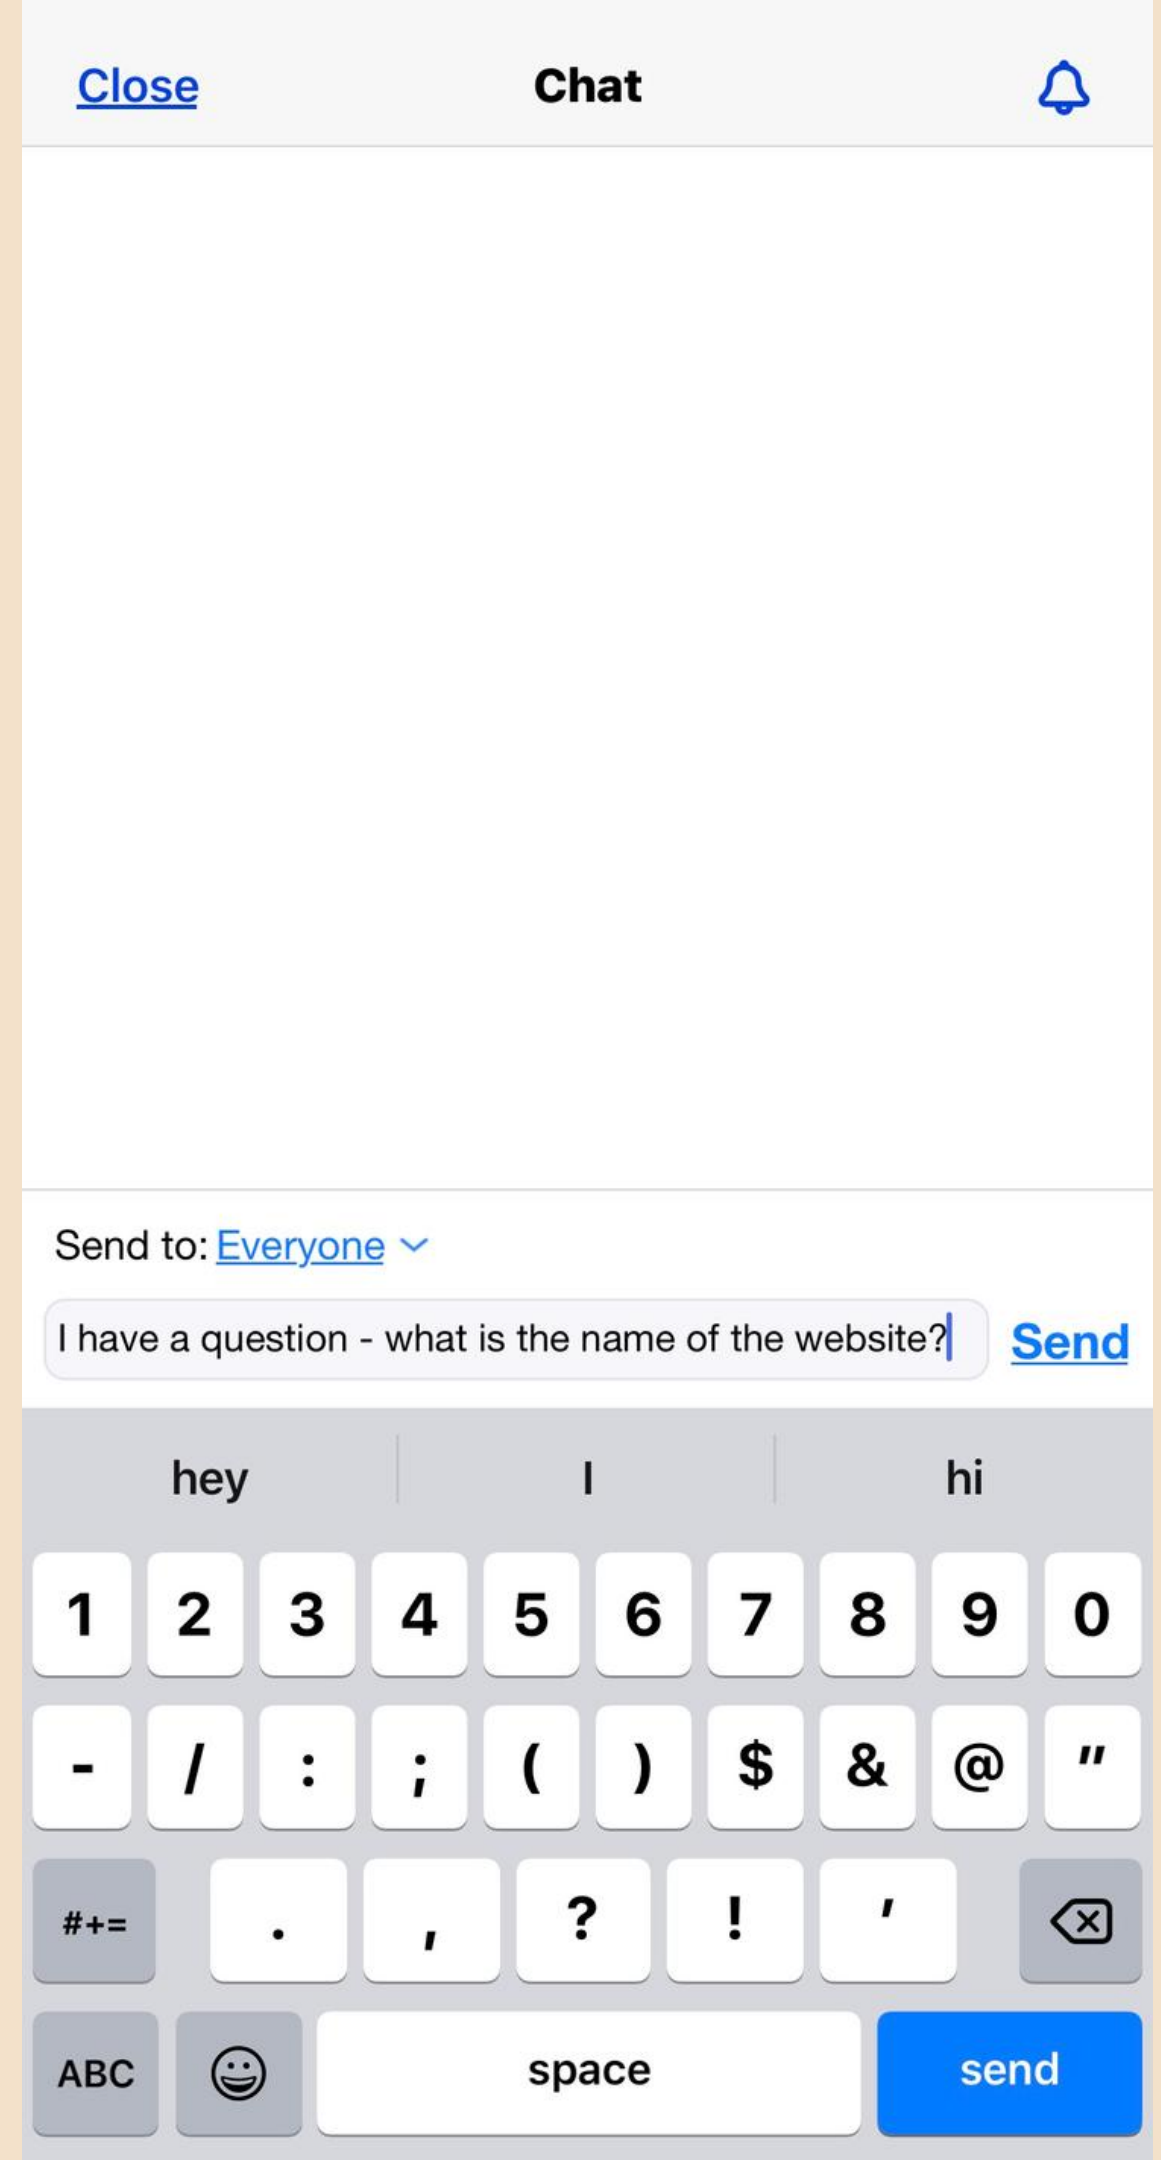 Close Chat
Send to: Everyone
I have a question - what is the name of the website? Send
hey I hi
1 2 3 4 5 6 7 8 9 0
- / : ; ( ) $ & @ "
#+= . , ? ! '
ABC space send